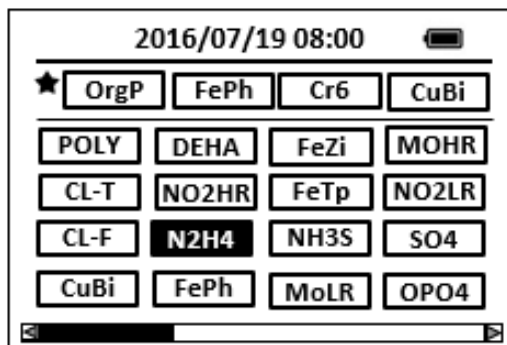 2016/07/19 08:00
OrgP FePh Cr6 CuBi
POLY DEHA FeZi MOHR
CL-T NO2HR FeTp NO2LR
CL-F N2H4 NH3S SO4
CuBi FePh MoLR OPO4